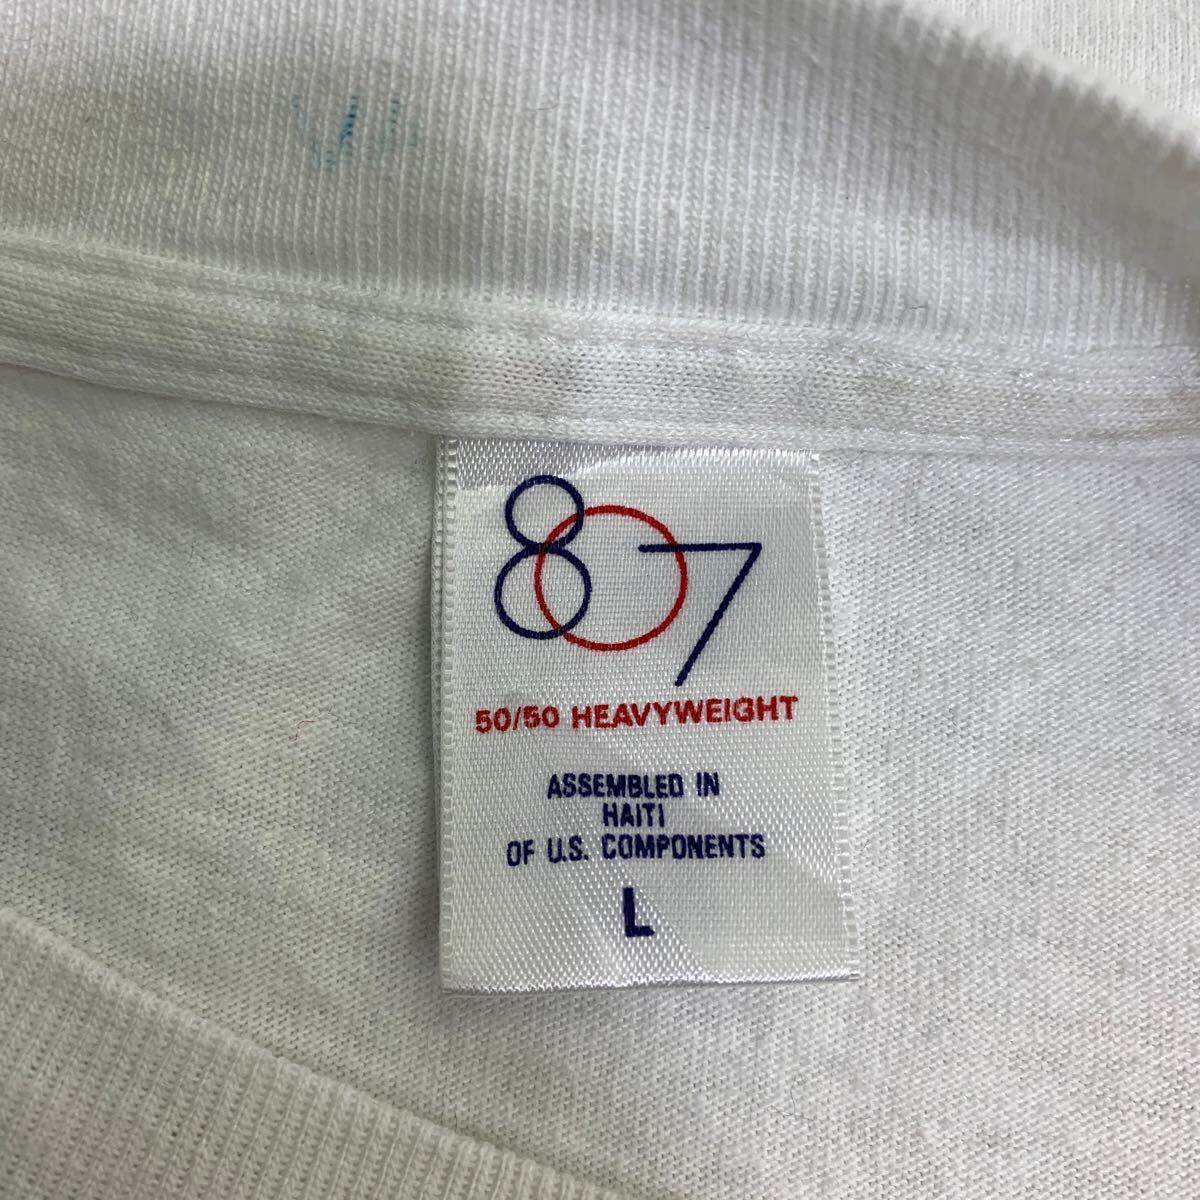 807
50/50 HEAVYWEIGHT
ASSEMBLED IN
HAITI
OF U.S. COMPONENTS
L